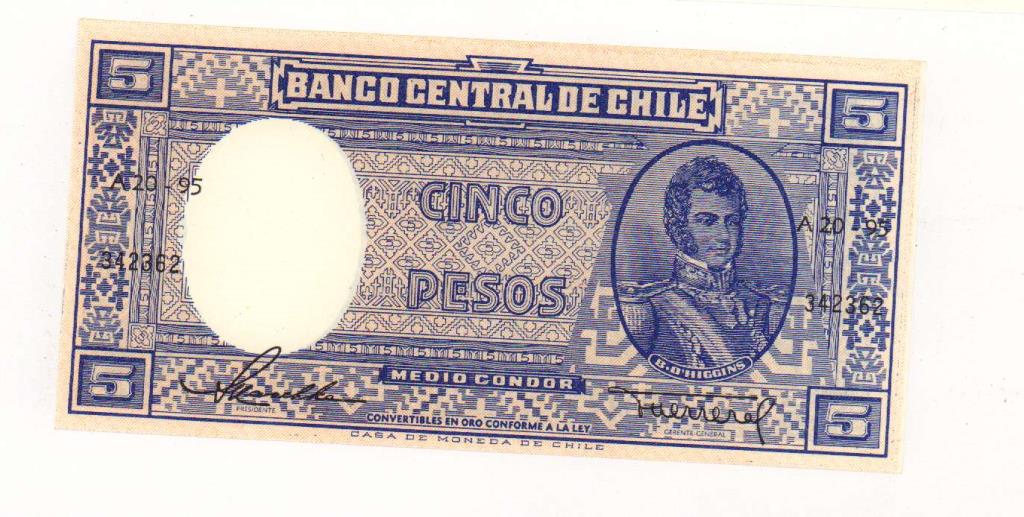 5
BANCO CENTRAL DE CHILE
5
A 20 - 95
CINCO
A 20 - 95
342362
PESOS
342362
B. O'HIGGINS
MEDIO CONDOR
5
5
PRESIDENTE
CONVERTIBLES EN ORO CONFORME A LA LEY
GERENTE-GENERAL
CASA DE MONEDA DE CHILE